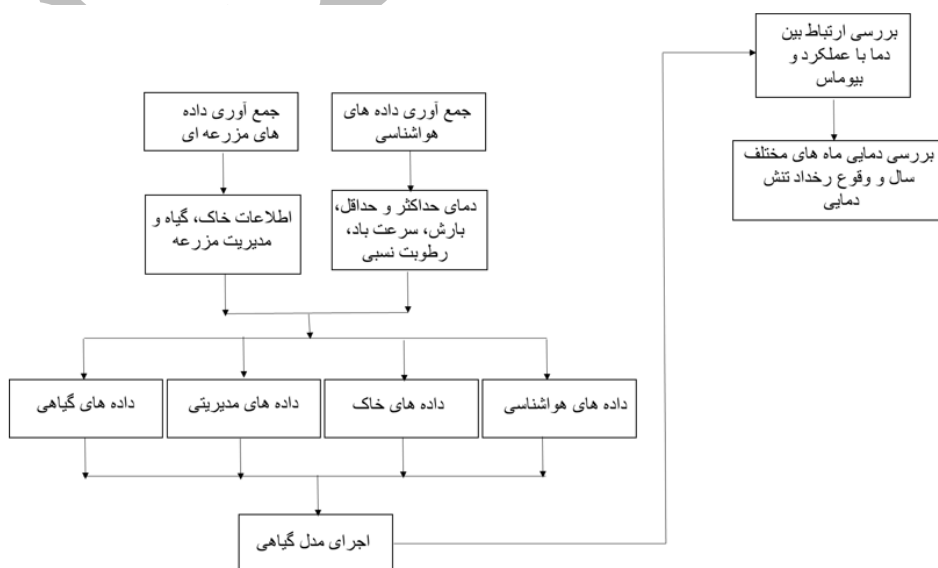 بررسی ارتباط بین
دما با عملکرد و
بیوماس
بررسی دمایی ماه های مختلف
سال و وقوع رخداد تنش
دمایی
جمع آوری داده های
هواشناسی
جمع آوری داده
های مزرعه ای
دمای حداکثر و حداقل،
بارش، سرعت باد،
رطوبت نسبی
اطلاعات خاک، گیاه و
مدیریت مزرعه
داده های هواشناسی
داده های خاک
داده های مدیریتی
داده های گیاهی
اجرای مدل گیاهی